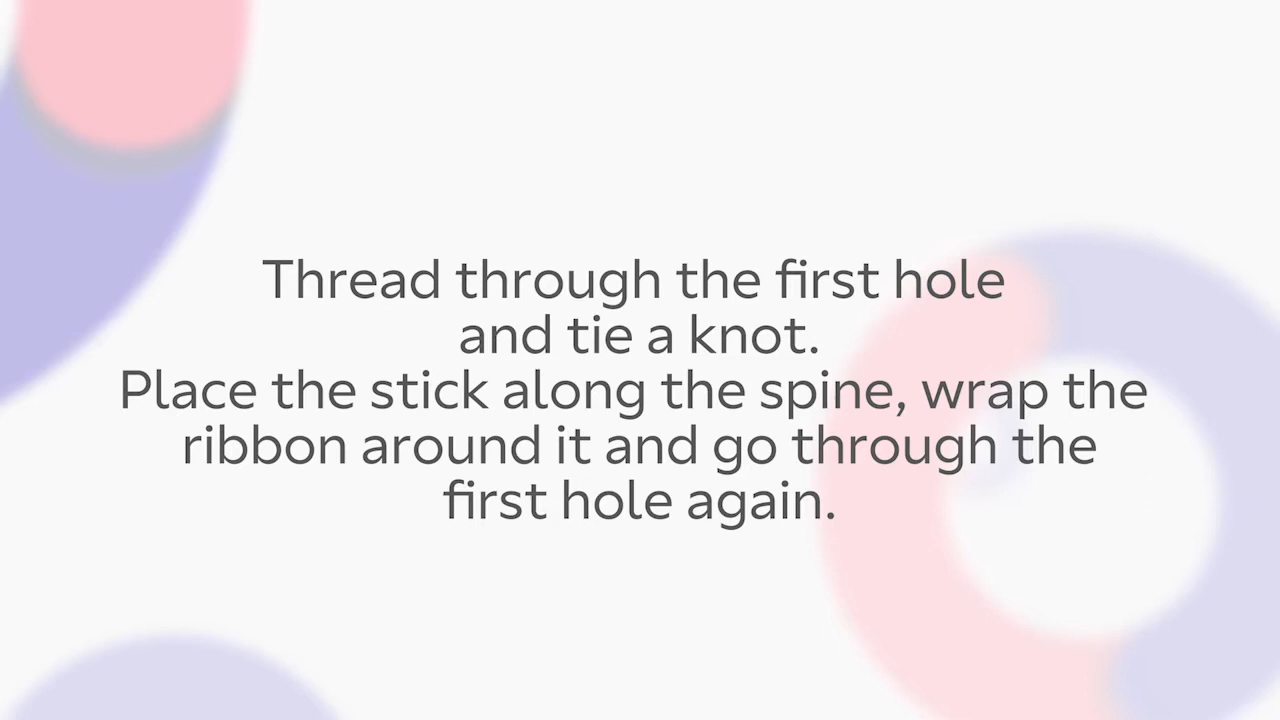 Thread through the first hole
and tie a knot.
Place the stick along the spine, wrap the
ribbon around it and go through the
first hole again.